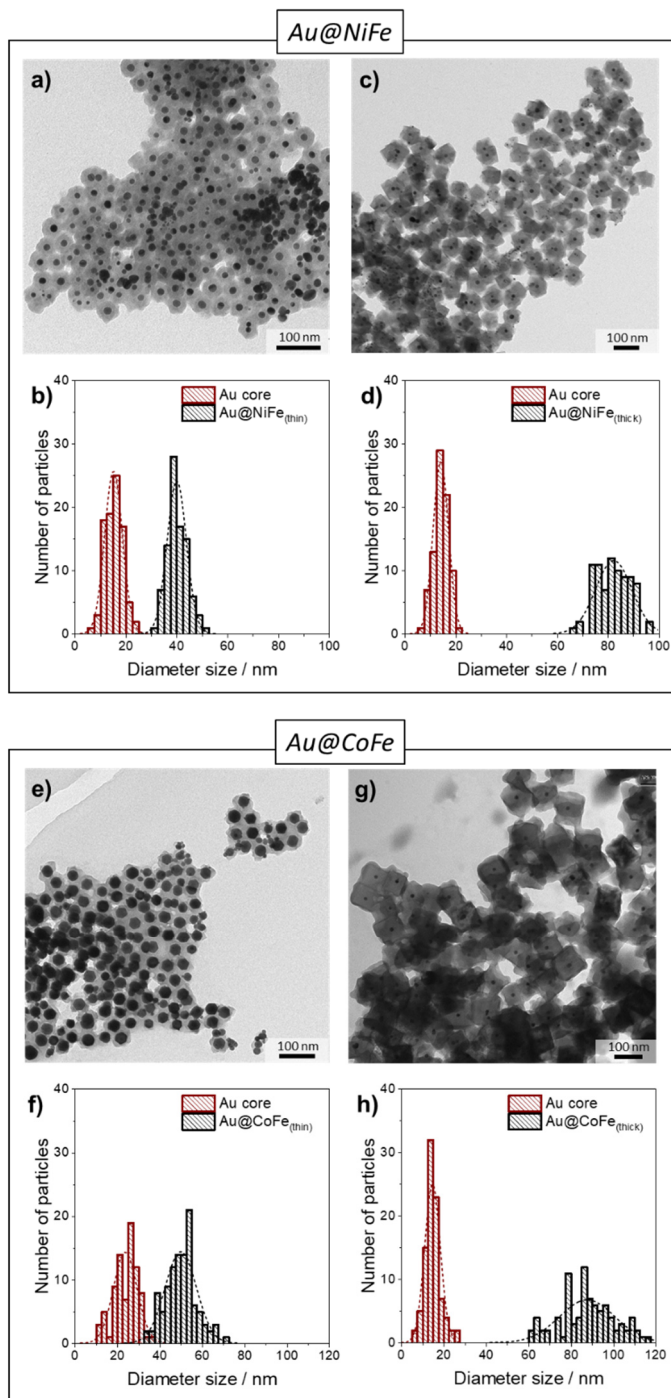 Au@NiFe
a)
100 nm
c)
100 nm
b)
Au core
Au@NiFe(thin)
Number of particles
40
30
20
10
0
0 20 40 60 80 100
Diameter size / nm
d)
Au core
Au@NiFe(thick)
Number of particles
40
30
20
10
0
0 20 40 60 80 100
Diameter size / nm
Au@CoFe
e)
100 nm
g)
100 nm
f)
Au core
Au@CoFe(thin)
Number of particles
40
30
20
10
0
0 20 40 60 80 100 120
Diameter size / nm
h)
Au core
Au@CoFe(thick)
Number of particles
40
30
20
10
0
0 20 40 60 80 100 120
Diameter size / nm